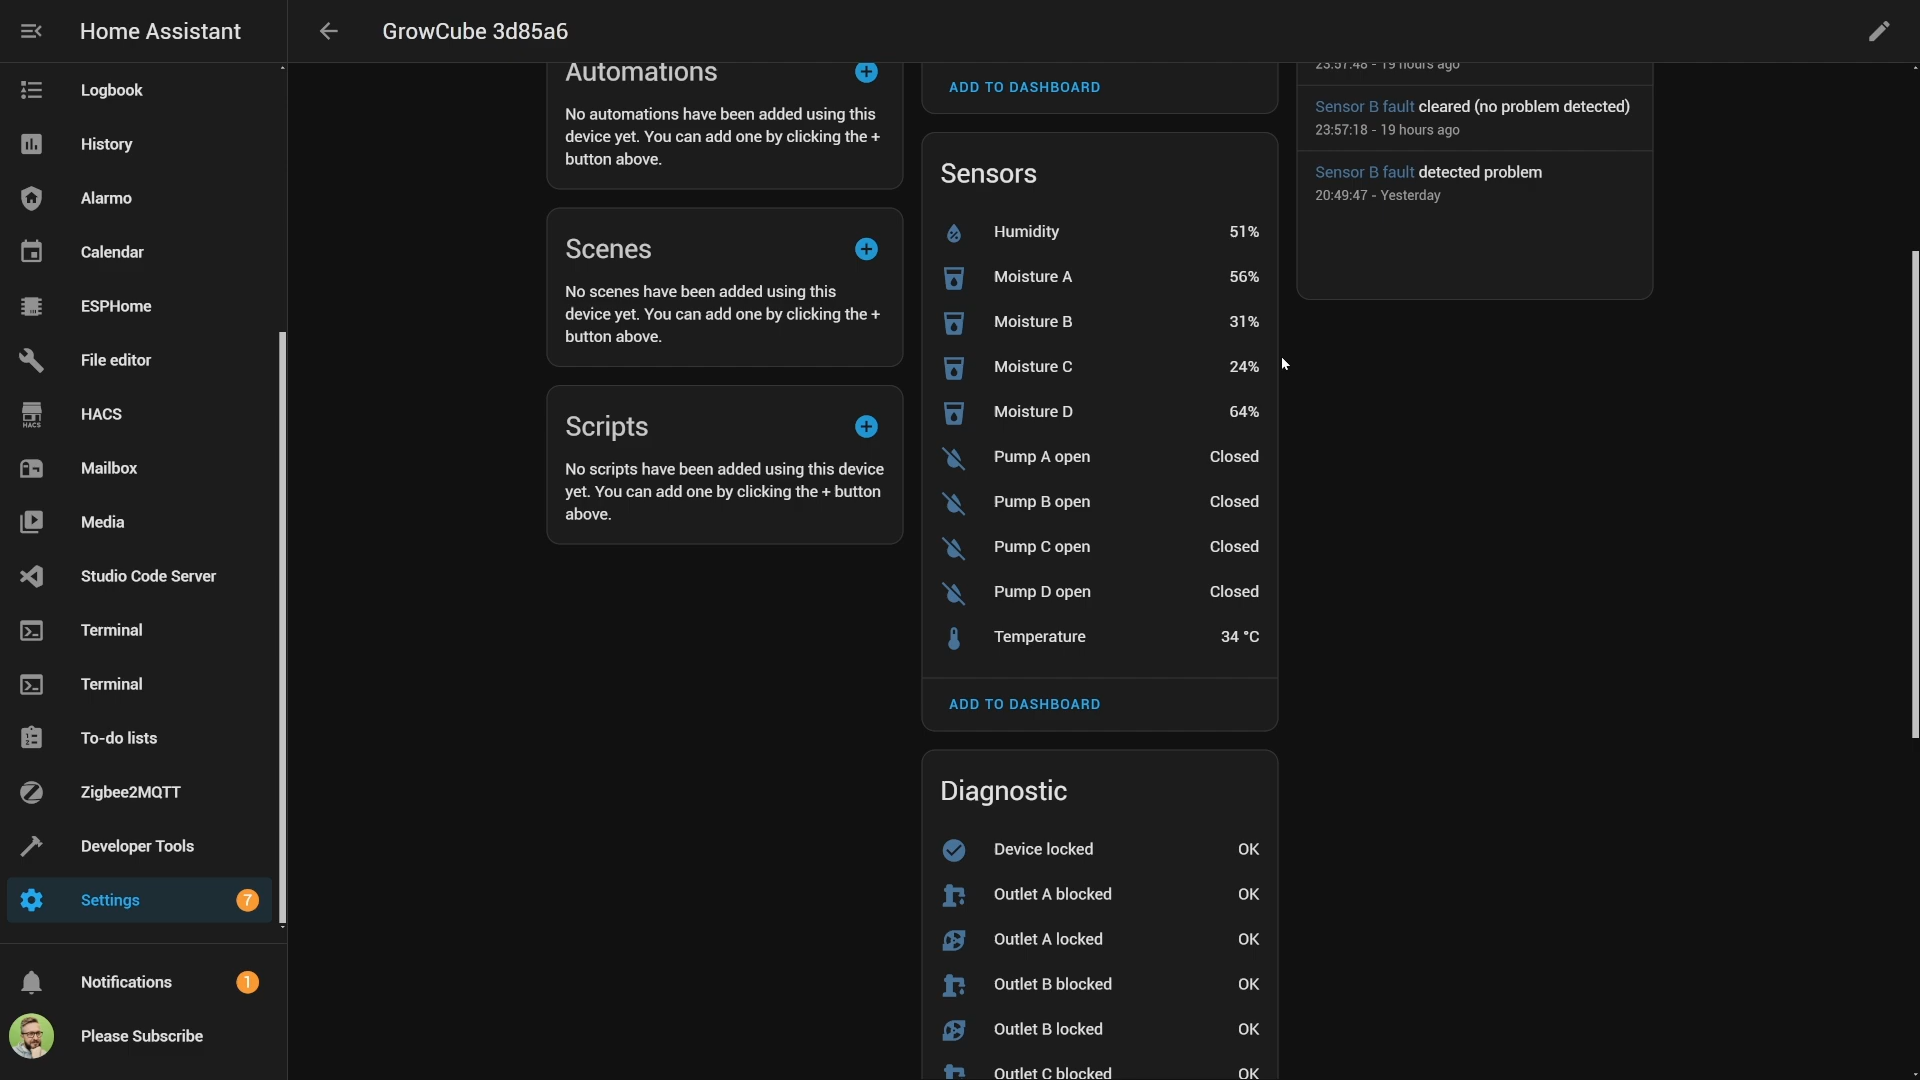 Home Assistant
GrowCube 3d85a6
Logbook
History
Alarmo
Calendar
ESPHome
File editor
HACS
HACS
Mailbox
Media
Studio Code Server
Terminal
Terminal
To-do lists
Zigbee2MQTT
Developer Tools
Settings 7
Notifications 1
Please Subscribe
Automations
No automations have been added using this
device yet. You can add one by clicking the +
button above.
Scenes
No scenes have been added using this
device yet. You can add one by clicking the +
button above.
Scripts
No scripts have been added using this device
yet. You can add one by clicking the + button
above.
ADD TO DASHBOARD
Sensors
Humidity 51%
Moisture A 56%
Moisture B 31%
Moisture C 24%
Moisture D 64%
Pump A open Closed
Pump B open Closed
Pump C open Closed
Pump D open Closed
Temperature 34 °C
ADD TO DASHBOARD
Diagnostic
Device locked OK
Outlet A blocked OK
Outlet A locked OK
Outlet B blocked OK
Outlet B locked OK
Outlet C blocked OK
23:57:48 - 19 hours ago
Sensor B fault cleared (no problem detected)
23:57:18 - 19 hours ago
Sensor B fault detected problem
20:49:47 - Yesterday